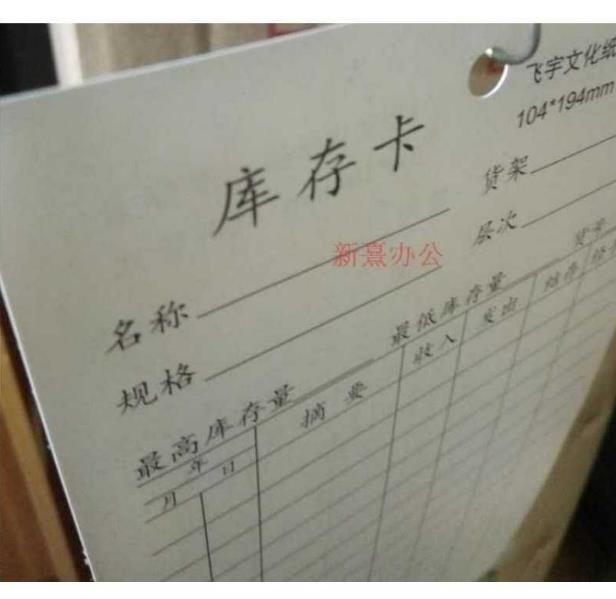 飞宇文化纸
104*194mm
库存卡
货架
层次
新熹办公
名称
规格
最高库存量 最低库存量
年 摘要 收入 发出 结存
月 日